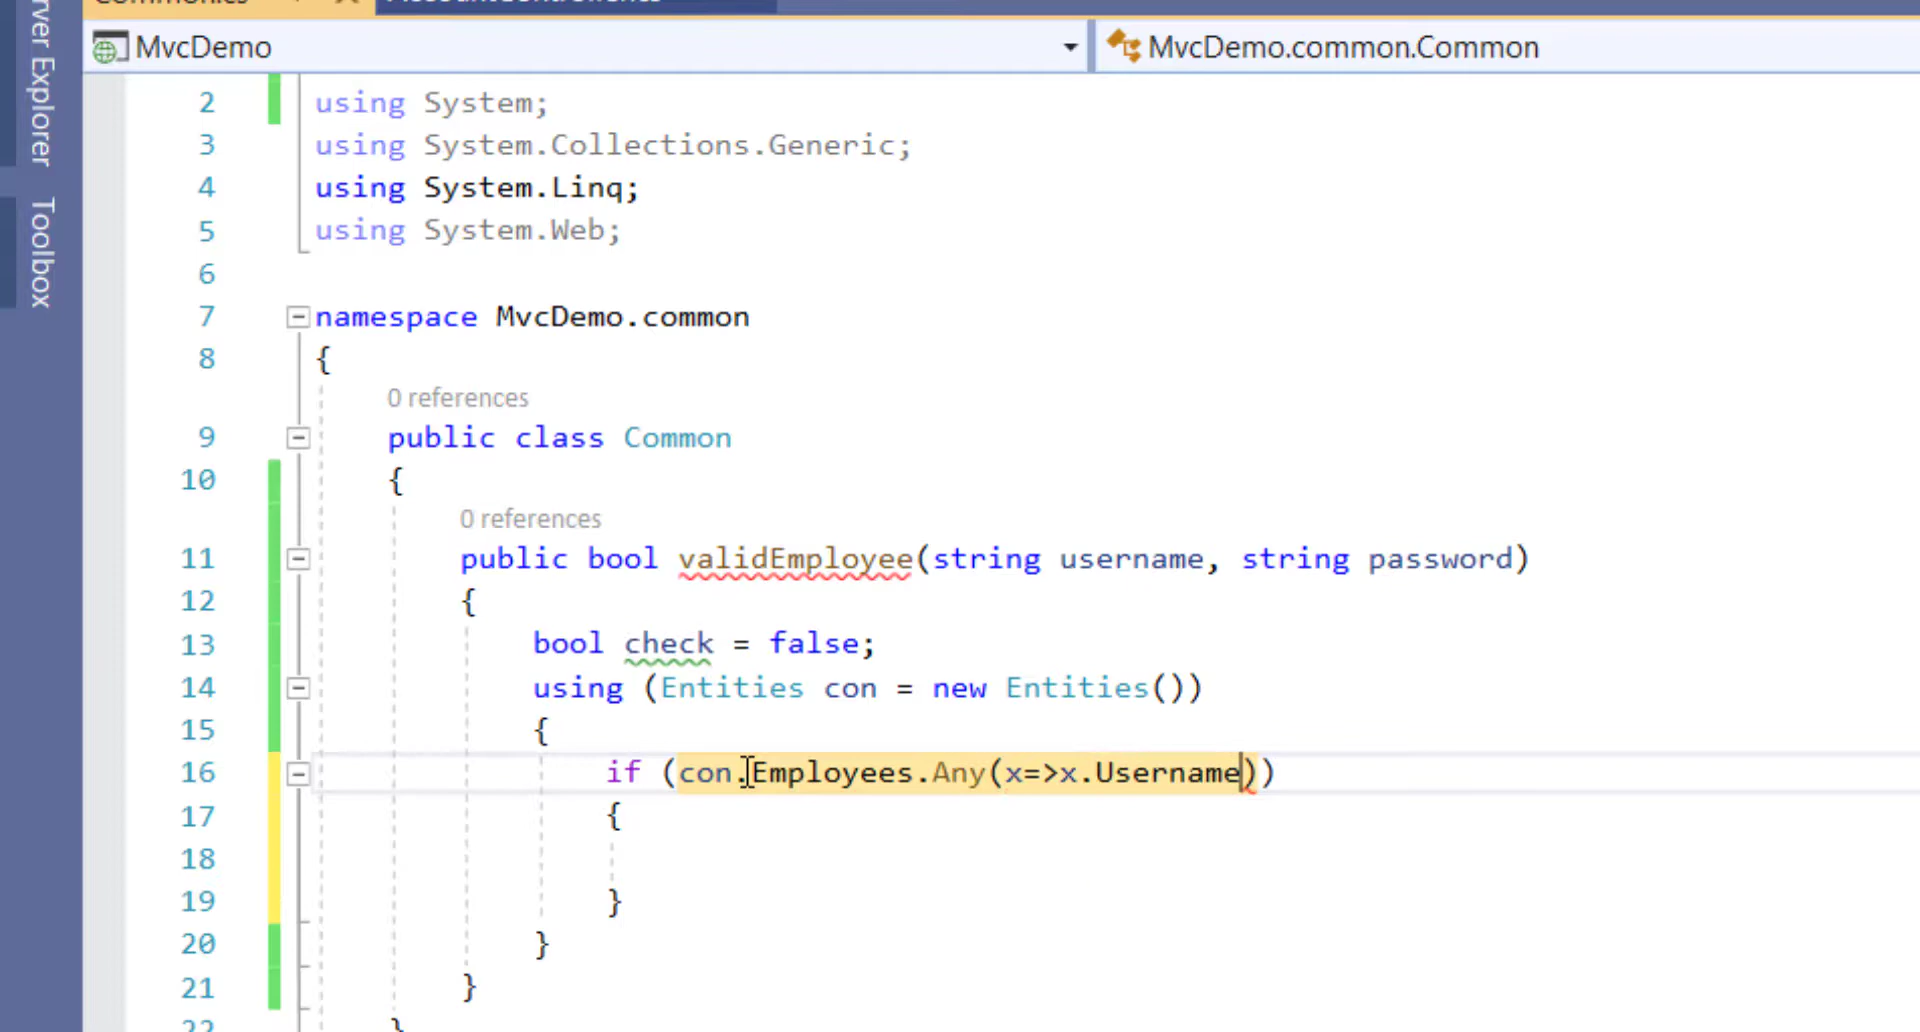 MvcDemo
MvcDemo.common.Common
Server Explorer
Toolbox
2 using System;
3 using System.Collections.Generic;
4 using System.Linq;
5 using System.Web;
6
7 namespace MvcDemo.common
8 {
0 references
9 public class Common
10 {
0 references
11 public bool validEmployee(string username, string password)
12 {
13 bool check = false;
14 using (Entities con = new Entities())
15 {
16 if (con.Employees.Any(x=>x.Username))
17 {
18
19 }
20 }
21 }
22 }